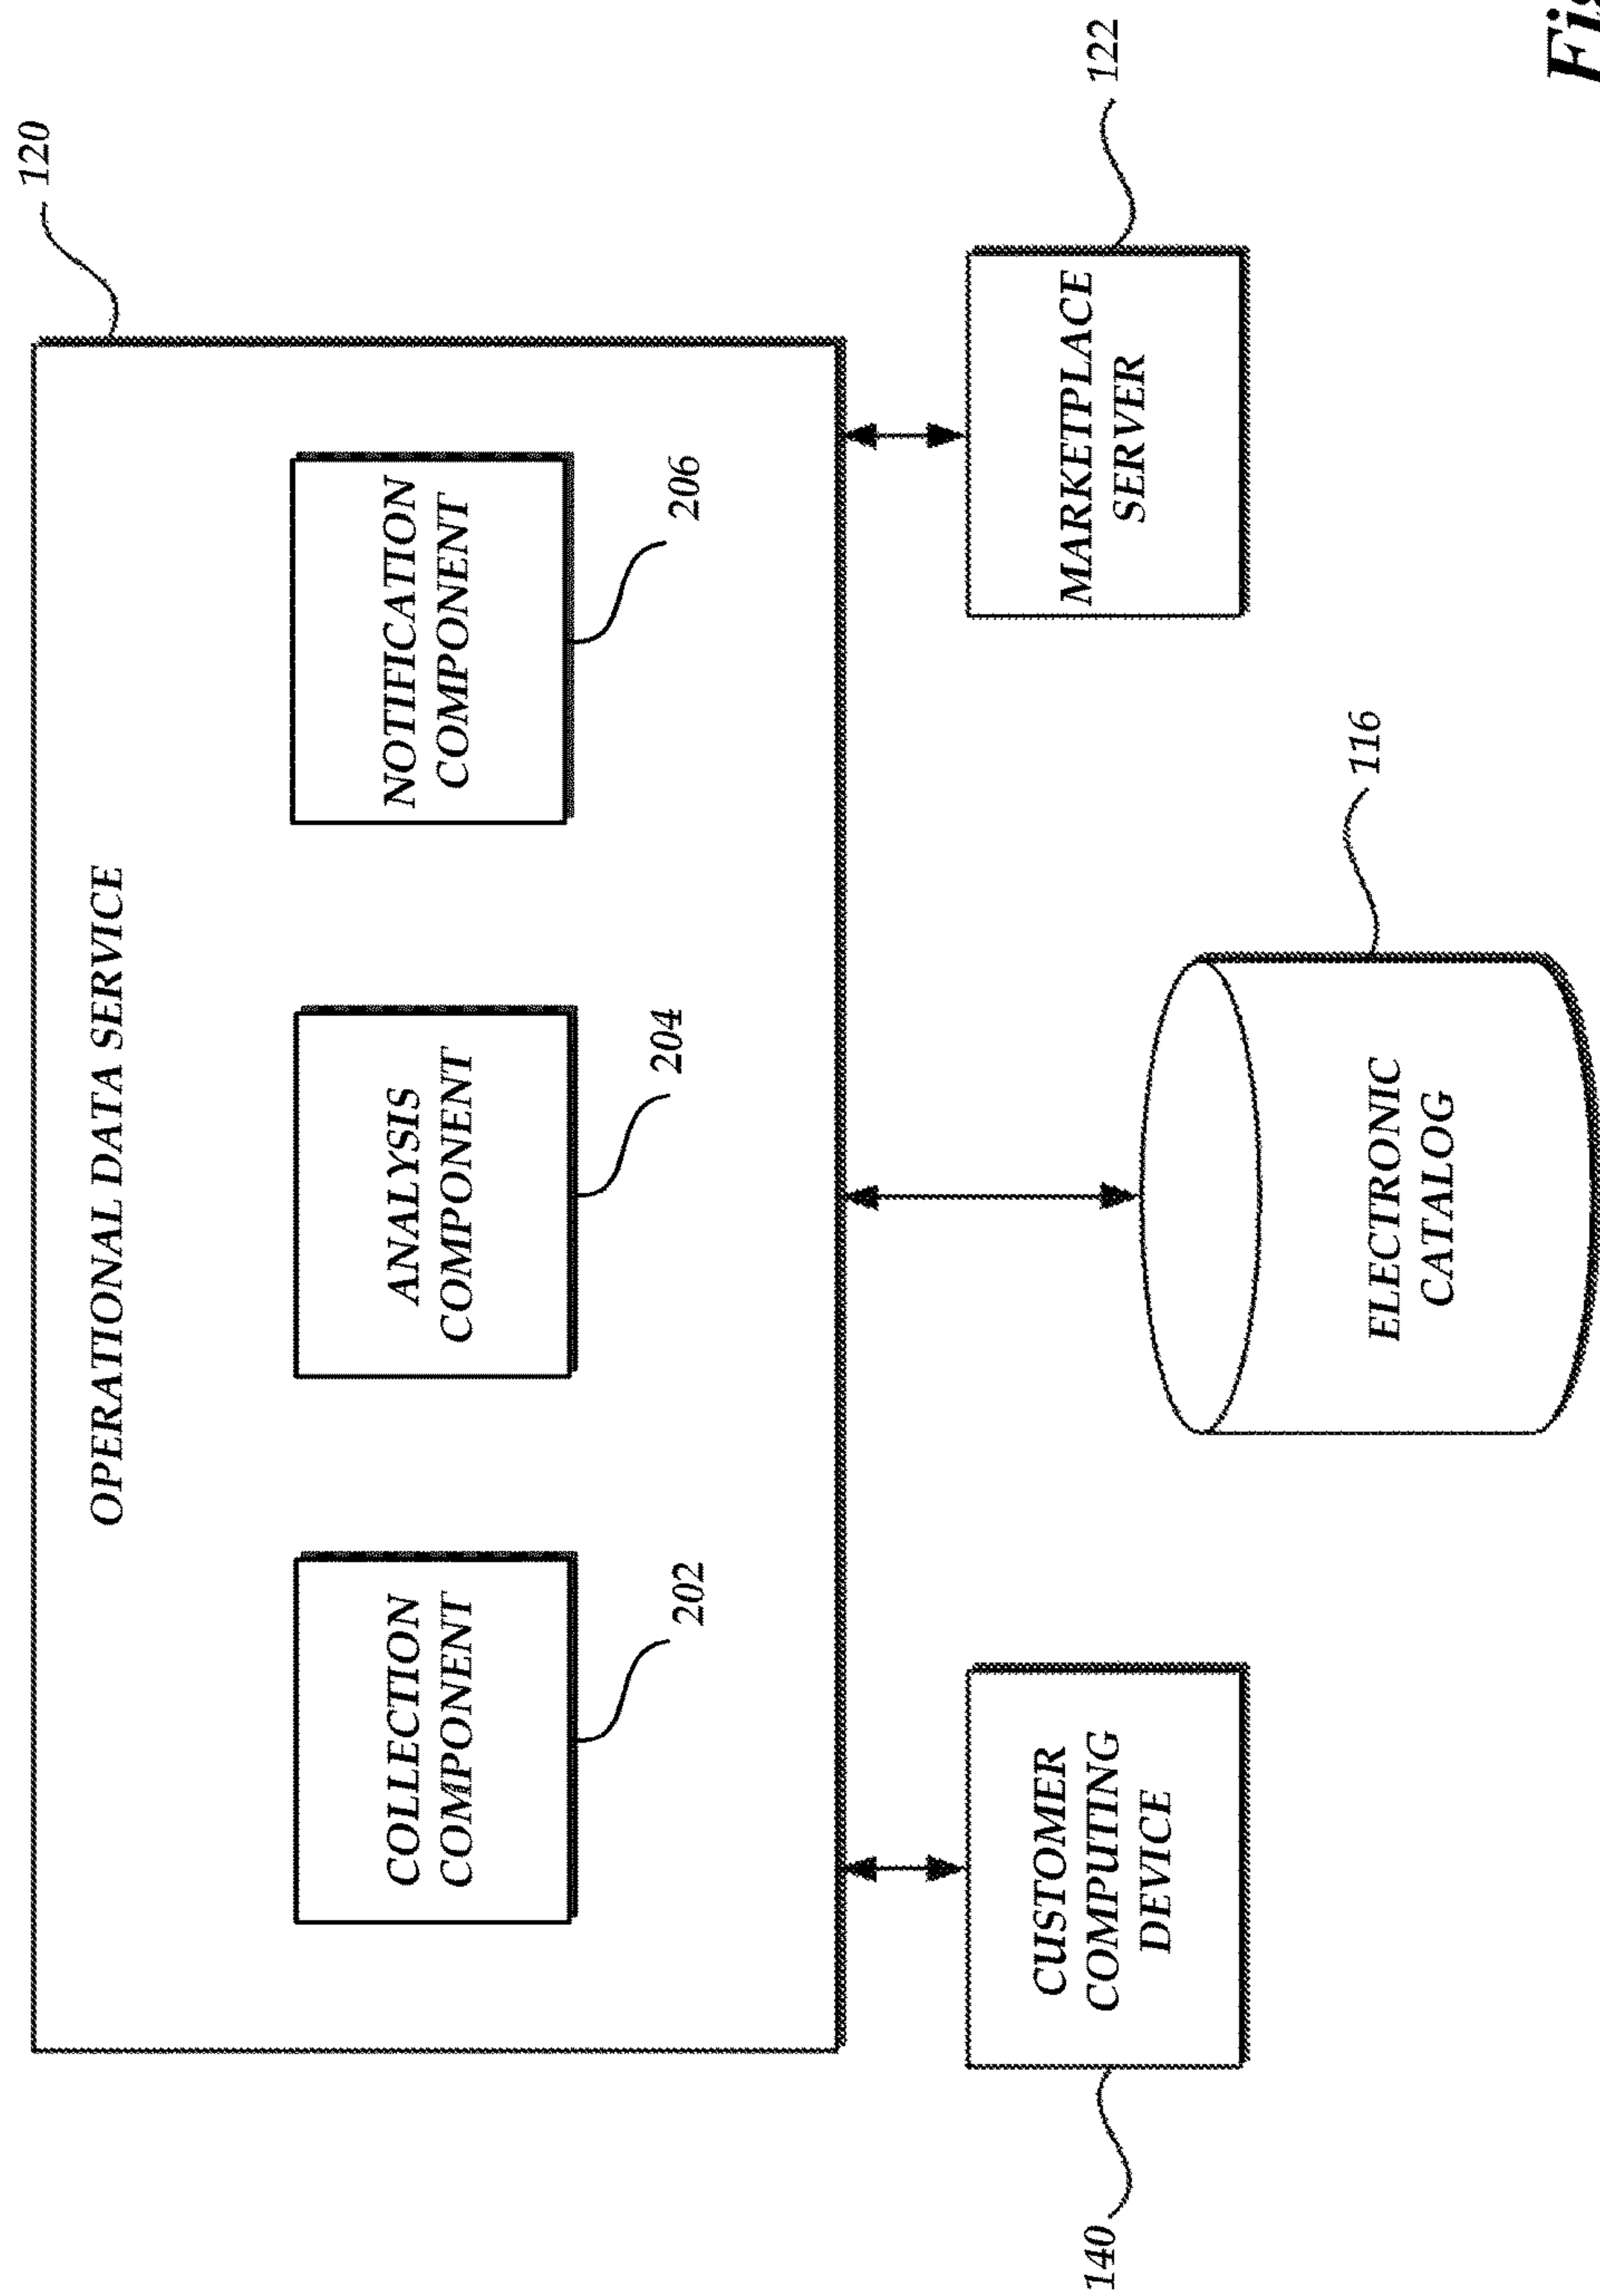 120
OPERATIONAL DATA SERVICE
COLLECTION
COMPONENT
202
ANALYSIS
COMPONENT
204
NOTIFICATION
COMPONENT
206
140
CUSTOMER
COMPUTING
DEVICE
ELECTRONIC
CATALOG
116
MARKETPLACE
SERVER
122